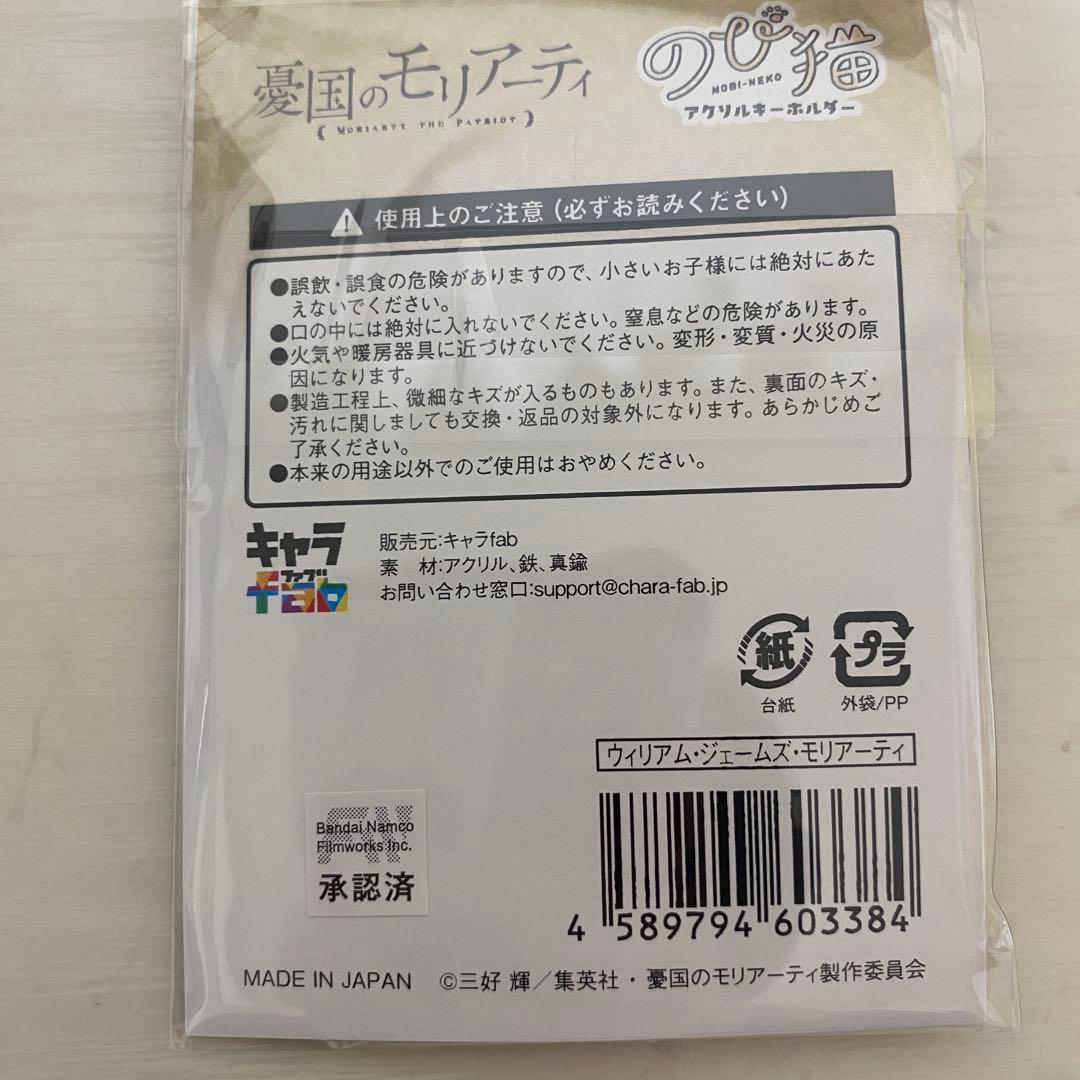 憂国のモリアーティ
MORIARTY THE PATRIOT
のび猫
NOBI-NEKO
アクリルキーホルダー
使用上のご注意(必ずお読みください)
●誤飲・誤食の危険がありますので、小さいお子様には絶対にあた
えないでください。
●口の中には絶対に入れないでください。窒息などの危険があります。
●火気や暖房器具に近づけないでください。変形・変質・火災の原
因になります。
●製造工程上、微細なキズが入るものもあります。また、裏面のキズ・
汚れに関しましても交換・返品の対象外になります。あらかじめご
了承ください。
●本来の用途以外でのご使用はおやめください。
キャラ
ファブ
fab
販売元:キャラfab
素 材:アクリル、鉄、真鍮
お問い合わせ窓口:support@chara-fab.jp
紙
台紙
プラ
外袋/PP
ウィリアム・ジェームズ・モリアーティ
Bandai Namco
Filmworks Inc.
承認済
4 589794 603384
MADE IN JAPAN ©三好 輝/集英社・憂国のモリアーティ製作委員会